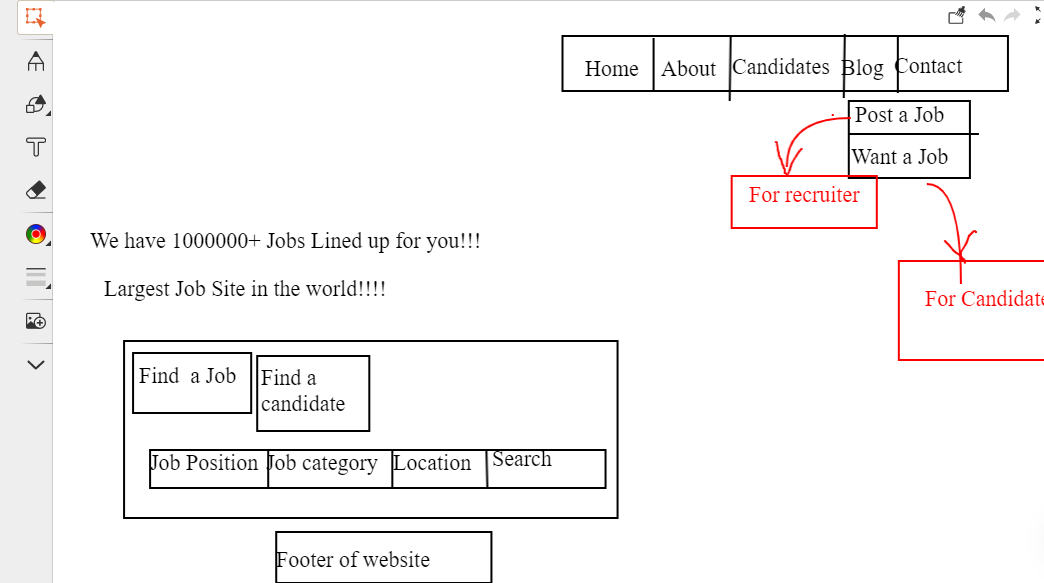 Home About Candidates Blog Contact
Post a Job
Want a Job
For recruiter
We have 1000000+ Jobs Lined up for you!!!
Largest Job Site in the world!!!!
For Candidate
Find a Job
Find a
candidate
Job Position Job category Location Search
Footer of website